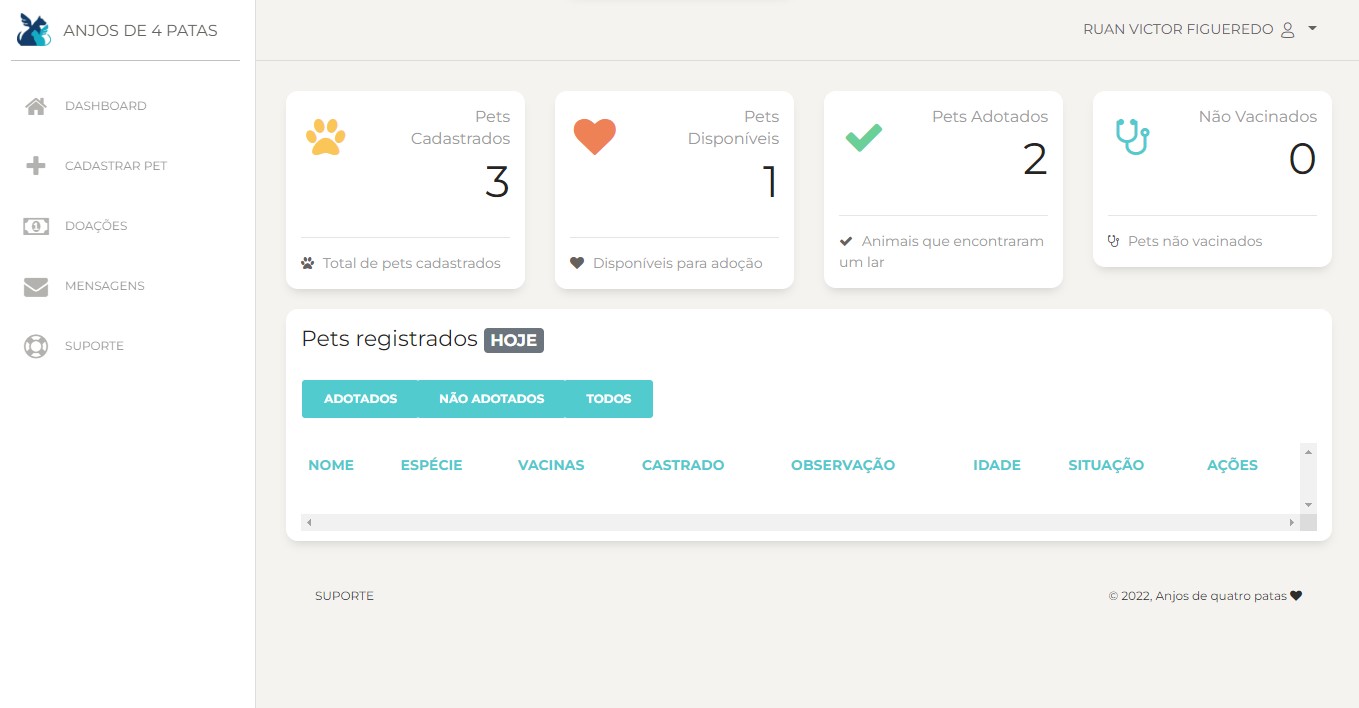 ANJOS DE 4 PATAS
RUAN VICTOR FIGUEREDO
DASHBOARD
CADASTRAR PET
DOAÇÕES
MENSAGENS
SUPORTE
Pets
Cadastrados
3
Total de pets cadastrados
Pets
Disponíveis
1
Disponíveis para adoção
Pets Adotados
2
Animais que encontraram
um lar
Não Vacinados
0
Pets não vacinados
Pets registrados HOJE
ADOTADOS NÃO ADOTADOS TODOS
NOME ESPÉCIE VACINAS CASTRADO OBSERVAÇÃO IDADE SITUAÇÃO AÇÕES
SUPORTE
© 2022, Anjos de quatro patas